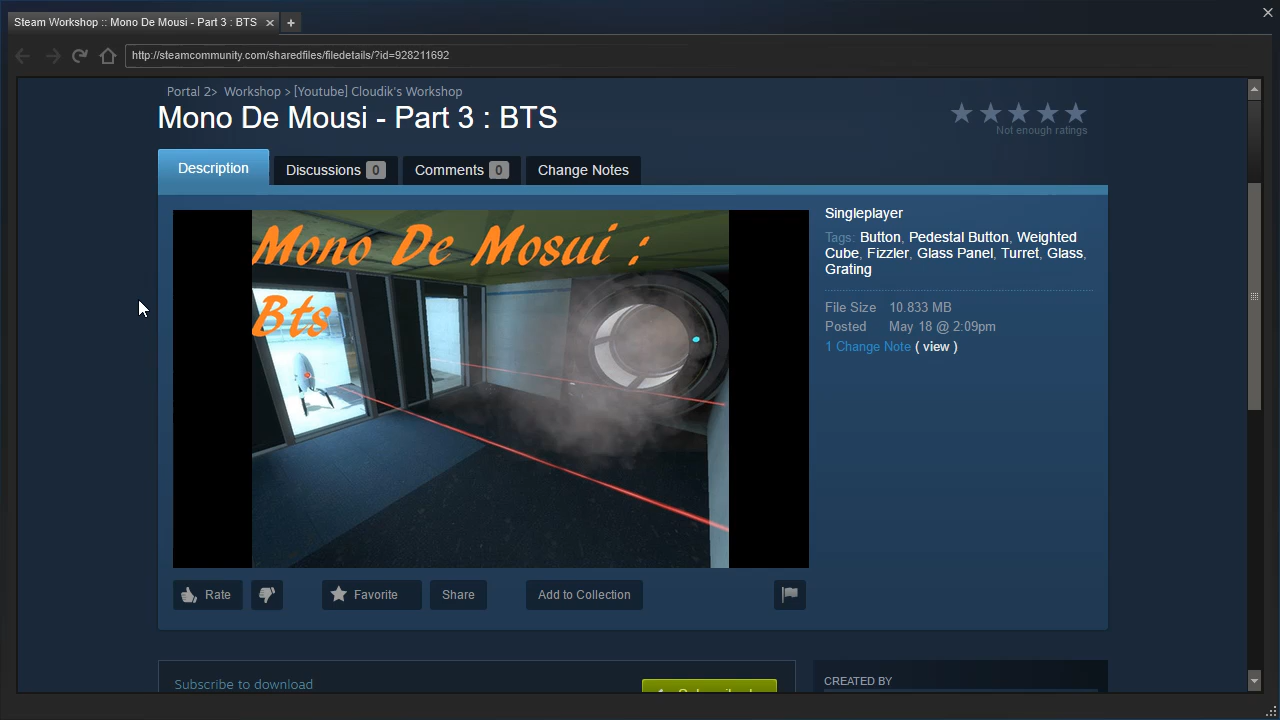 Steam Workshop :: Mono De Mousi - Part 3 : BTS
http://steamcommunity.com/sharedfiles/filedetails/?id=928211692
Portal 2> Workshop > [Youtube] Cloudik's Workshop
Mono De Mousi - Part 3 : BTS
Not enough ratings
Description
Discussions 0
Comments 0
Change Notes
Mono De Mosui :
Bts
Singleplayer
Tags: Button, Pedestal Button, Weighted
Cube, Fizzler, Glass Panel, Turret, Glass,
Grating
File Size 10.833 MB
Posted May 18 @ 2:09pm
1 Change Note ( view )
Rate
Favorite
Share
Add to Collection
Subscribe to download
CREATED BY